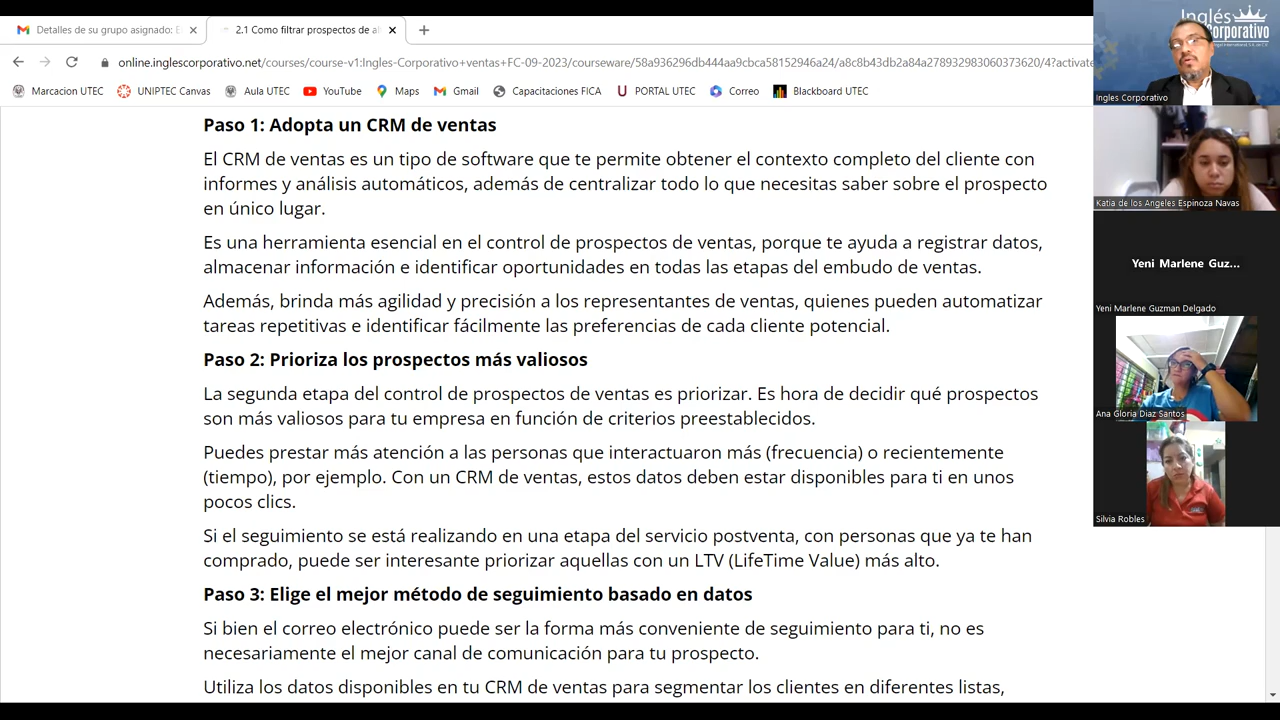 Detalles de su grupo asignado: E
2.1 Como filtrar prospectos de al
online.inglescorporativo.net/courses/course-v1:Ingles-Corporativo+ventas+FC-09-2023/courseware/58a936296db444aa9cbca58152946a24/a8c8b43db2a84a278932983060373620/4?activate
Marcacion UTEC
UNIPTEC Canvas
Aula UTEC
YouTube
Maps
Gmail
Capacitaciones FICA
PORTAL UTEC
Correo
Blackboard UTEC
Paso 1: Adopta un CRM de ventas
El CRM de ventas es un tipo de software que te permite obtener el contexto completo del cliente con
informes y análisis automáticos, además de centralizar todo lo que necesitas saber sobre el prospecto
en único lugar.
Es una herramienta esencial en el control de prospectos de ventas, porque te ayuda a registrar datos,
almacenar información e identificar oportunidades en todas las etapas del embudo de ventas.
Además, brinda más agilidad y precisión a los representantes de ventas, quienes pueden automatizar
tareas repetitivas e identificar fácilmente las preferencias de cada cliente potencial.
Paso 2: Prioriza los prospectos más valiosos
La segunda etapa del control de prospectos de ventas es priorizar. Es hora de decidir qué prospectos
son más valiosos para tu empresa en función de criterios preestablecidos.
Puedes prestar más atención a las personas que interactuaron más (frecuencia) o recientemente
(tiempo), por ejemplo. Con un CRM de ventas, estos datos deben estar disponibles para ti en unos
pocos clics.
Si el seguimiento se está realizando en una etapa del servicio postventa, con personas que ya te han
comprado, puede ser interesante priorizar aquellas con un LTV (LifeTime Value) más alto.
Paso 3: Elige el mejor método de seguimiento basado en datos
Si bien el correo electrónico puede ser la forma más conveniente de seguimiento para ti, no es
necesariamente el mejor canal de comunicación para tu prospecto.
Utiliza los datos disponibles en tu CRM de ventas para segmentar los clientes en diferentes listas,
Inglés
Corporativo
Ingles Corporativo
Katia de los Angeles Espinoza Navas
Yeni Marlene Guz...
Yeni Marlene Guzman Delgado
Ana Gloria Diaz Santos
Silvia Robles